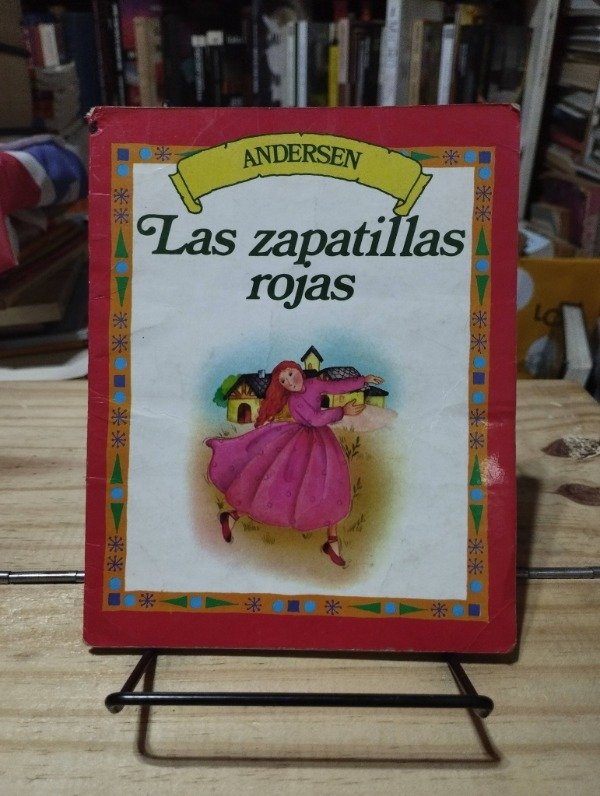 ANDERSEN
Las zapatillas
rojas